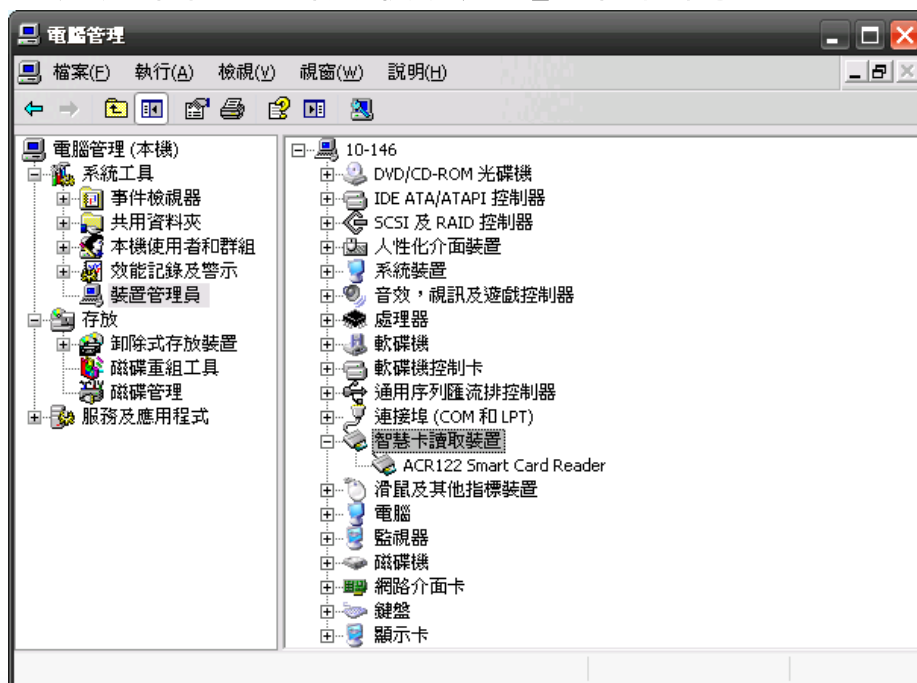 電腦管理
檔案(F) 執行(A) 檢視(V) 視窗(W) 說明(H)
電腦管理 (本機)
系統工具
事件檢視器
共用資料夾
本機使用者和群組
效能記錄及警示
裝置管理員
存放
卸除式存放裝置
磁碟重組工具
磁碟管理
服務及應用程式
10-146
DVD/CD-ROM 光碟機
IDE ATA/ATAPI 控制器
SCSI 及 RAID 控制器
人性化介面裝置
系統裝置
音效，視訊及遊戲控制器
處理器
軟碟機
軟碟機控制卡
通用序列匯流排控制器
連接埠 (COM 和 LPT)
智慧卡讀取裝置
ACR122 Smart Card Reader
滑鼠及其他指標裝置
電腦
監視器
磁碟機
網路介面卡
鍵盤
顯示卡